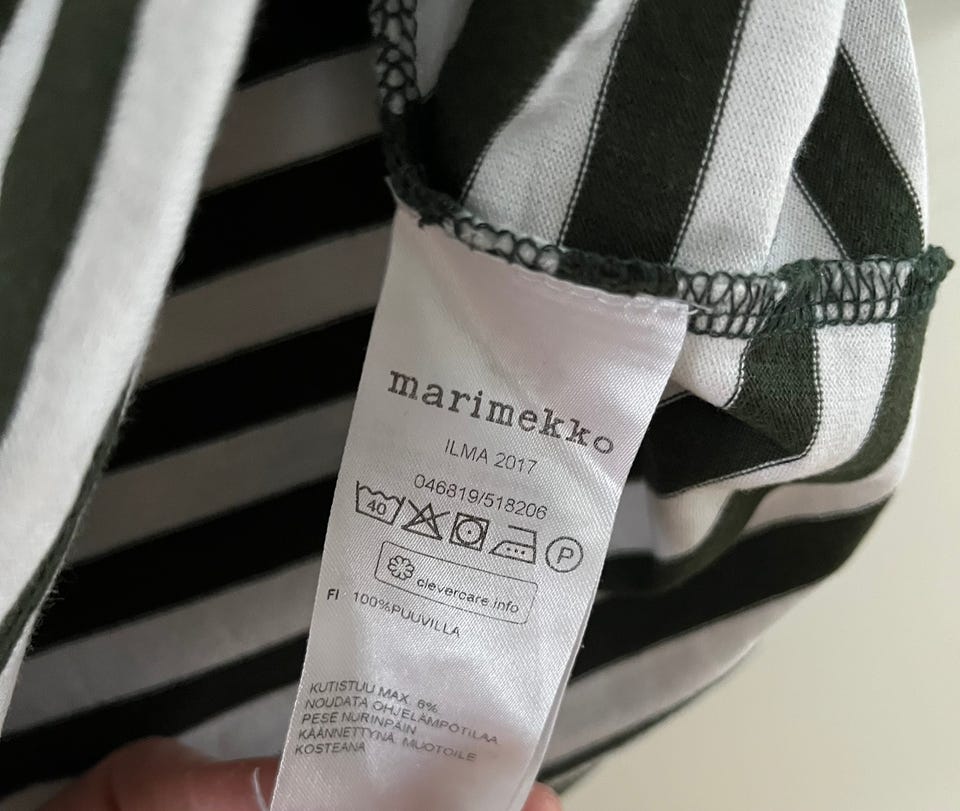 marimekko
ILMA 2017
046819/518206
40 P
clevercare info
FI 100%PUUVILLA
KUTISTUU MAX. 6%
NOUDATA OHJELÄMPÖTILAA
PESE NURINPÄIN
KÄÄNNETTYNÄ. MUOTOILE
KOSTEANA